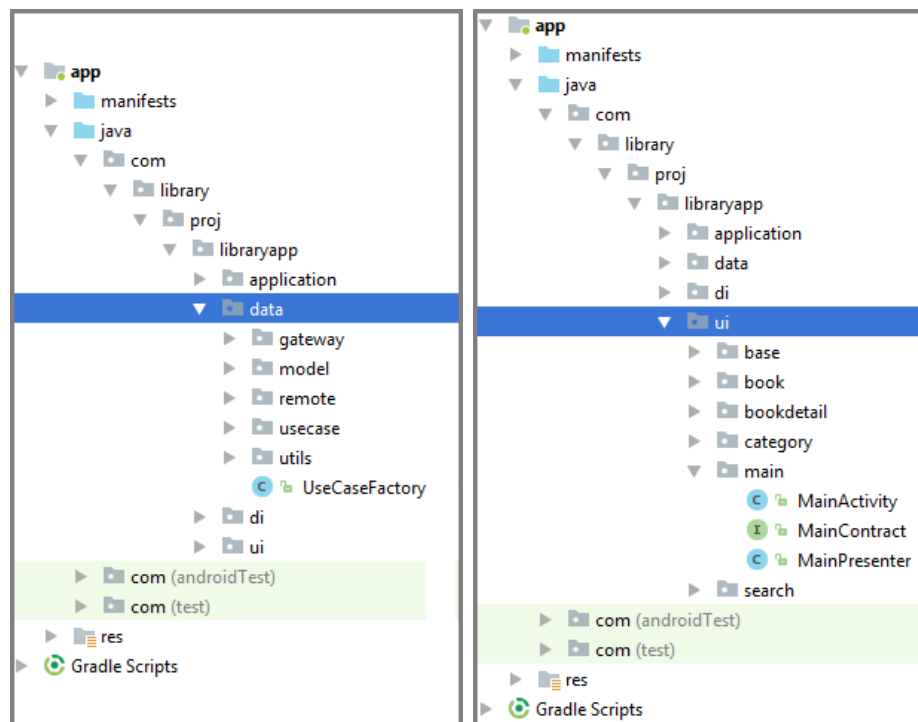 app
manifests
java
com
library
proj
libraryapp
application
data
gateway
model
remote
usecase
utils
C UseCaseFactory
di
ui
com (androidTest)
com (test)
res
Gradle Scripts
app
manifests
java
com
library
proj
libraryapp
application
data
di
ui
base
book
bookdetail
category
main
C MainActivity
I MainContract
C MainPresenter
search
com (androidTest)
com (test)
res
Gradle Scripts